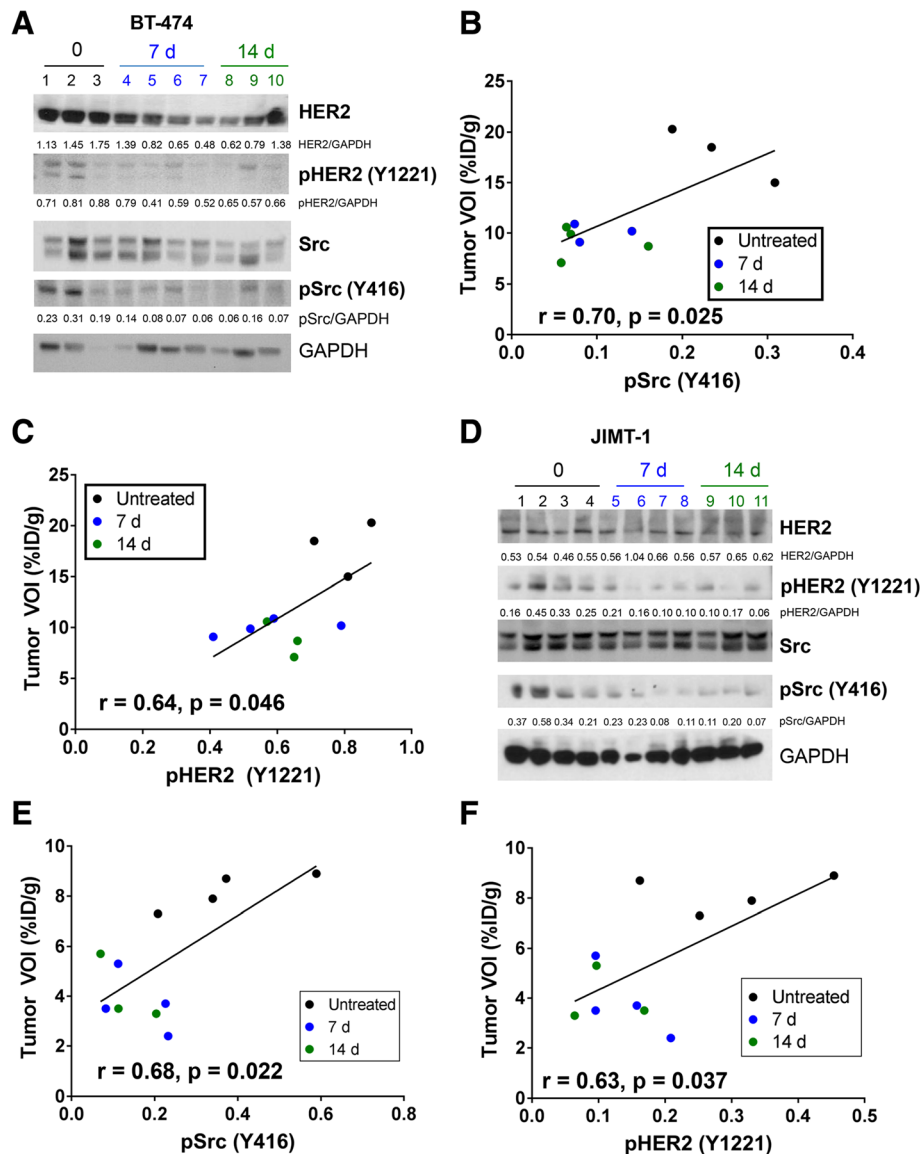 A
BT-474
0 7 d 14 d
1 2 3 4 5 6 7 8 9 10
HER2
1.13 1.45 1.75 1.39 0.82 0.65 0.48 0.62 0.79 1.38 HER2/GAPDH
pHER2 (Y1221)
0.71 0.81 0.88 0.79 0.41 0.59 0.52 0.65 0.57 0.66 pHER2/GAPDH
Src
pSrc (Y416)
0.23 0.31 0.19 0.14 0.08 0.07 0.06 0.06 0.16 0.07 pSrc/GAPDH
GAPDH
B
Tumor VOI (%ID/g)
25
20
15
10
5
0
Untreated
7 d
14 d
r = 0.70, p = 0.025
0.0 0.1 0.2 0.3 0.4
pSrc (Y416)
C
Tumor VOI (%ID/g)
25
20
15
10
5
0
Untreated
7 d
14 d
r = 0.64, p = 0.046
0.0 0.2 0.4 0.6 0.8 1.0
pHER2 (Y1221)
D
JIMT-1
0 7 d 14 d
1 2 3 4 5 6 7 8 9 10 11
HER2
0.53 0.54 0.46 0.55 0.56 1.04 0.66 0.56 0.57 0.65 0.62 HER2/GAPDH
pHER2 (Y1221)
0.16 0.45 0.33 0.25 0.21 0.16 0.10 0.10 0.10 0.17 0.06 pHER2/GAPDH
Src
pSrc (Y416)
0.37 0.58 0.34 0.21 0.23 0.23 0.08 0.11 0.11 0.20 0.07 pSrc/GAPDH
GAPDH
E
Tumor VOI (%ID/g)
10
8
6
4
2
0
Untreated
7 d
14 d
r = 0.68, p = 0.022
0.0 0.2 0.4 0.6 0.8
pSrc (Y416)
F
Tumor VOI (%ID/g)
10
8
6
4
2
0
Untreated
7 d
14 d
r = 0.63, p = 0.037
0.0 0.1 0.2 0.3 0.4 0.5
pHER2 (Y1221)